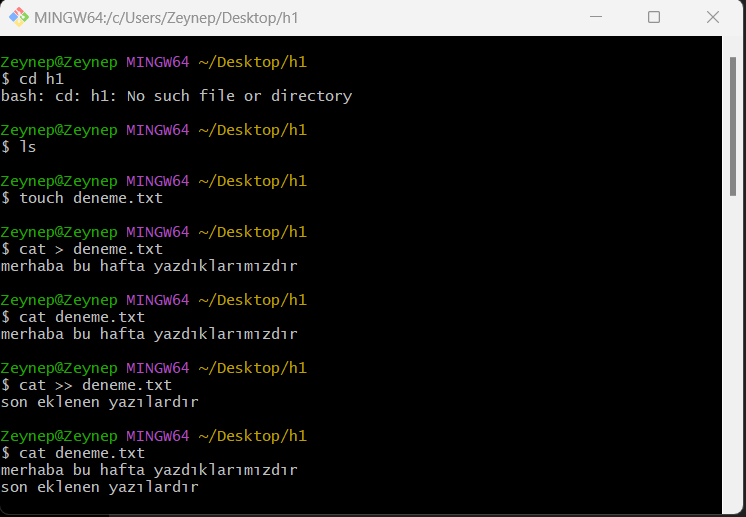 MINGW64:/c/Users/Zeynep/Desktop/h1
Zeynep@Zeynep MINGW64 ~/Desktop/h1
$ cd h1
bash: cd: h1: No such file or directory
Zeynep@Zeynep MINGW64 ~/Desktop/h1
$ ls
Zeynep@Zeynep MINGW64 ~/Desktop/h1
$ touch deneme.txt
Zeynep@Zeynep MINGW64 ~/Desktop/h1
$ cat > deneme.txt
merhaba bu hafta yazdıklarımızdır
Zeynep@Zeynep MINGW64 ~/Desktop/h1
$ cat deneme.txt
merhaba bu hafta yazdıklarımızdır
Zeynep@Zeynep MINGW64 ~/Desktop/h1
$ cat >> deneme.txt
son eklenen yazılardır
Zeynep@Zeynep MINGW64 ~/Desktop/h1
$ cat deneme.txt
merhaba bu hafta yazdıklarımızdır
son eklenen yazılardır